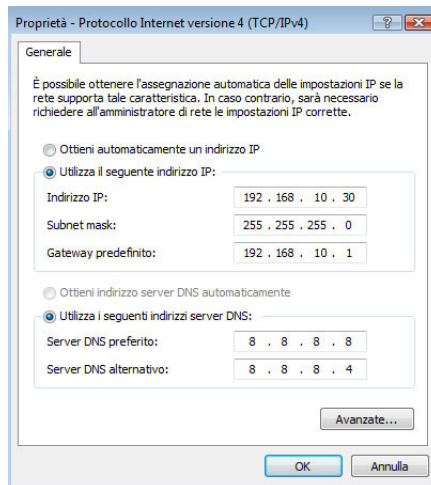 Proprietà - Protocollo Internet versione 4 (TCP/IPv4)
Generale
È possibile ottenere l'assegnazione automatica delle impostazioni IP se la
rete supporta tale caratteristica. In caso contrario, sarà necessario
richiedere all'amministratore di rete le impostazioni IP corrette.
Ottieni automaticamente un indirizzo IP
Utilizza il seguente indirizzo IP:
Indirizzo IP: 192 . 168 . 10 . 30
Subnet mask: 255 . 255 . 255 . 0
Gateway predefinito: 192 . 168 . 10 . 1
Ottieni indirizzo server DNS automaticamente
Utilizza i seguenti indirizzi server DNS:
Server DNS preferito: 8 . 8 . 8 . 8
Server DNS alternativo: 8 . 8 . 8 . 4
Avanzate...
OK Annulla